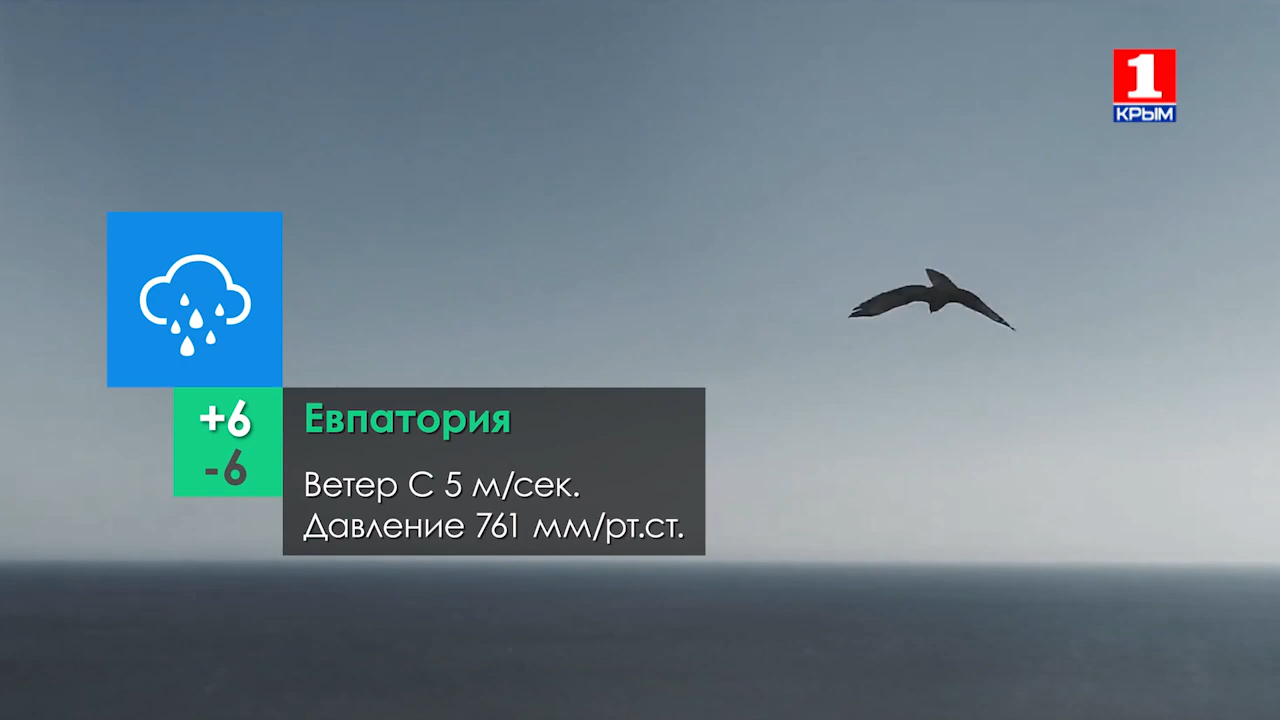 1
КРЫМ
+6
-6
Евпатория
Ветер С 5 м/сек.
Давление 761 мм/рт.ст.